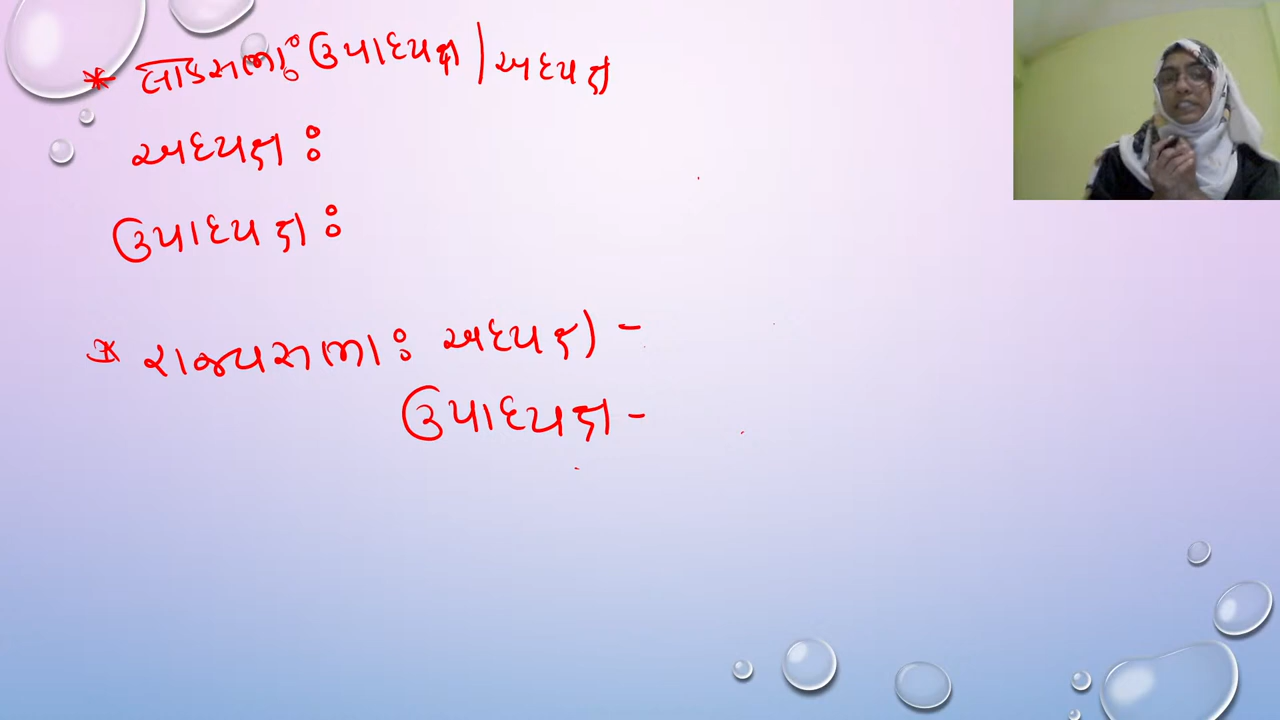 * લોકસભાઃ ઉપાધ્યક્ષ | અધ્યક્ષ
અધ્યક્ષ :
ઉપાધ્યક્ષ :
* રાજ્યસભા : અધ્યક્ષ -
ઉપાધ્યક્ષ -